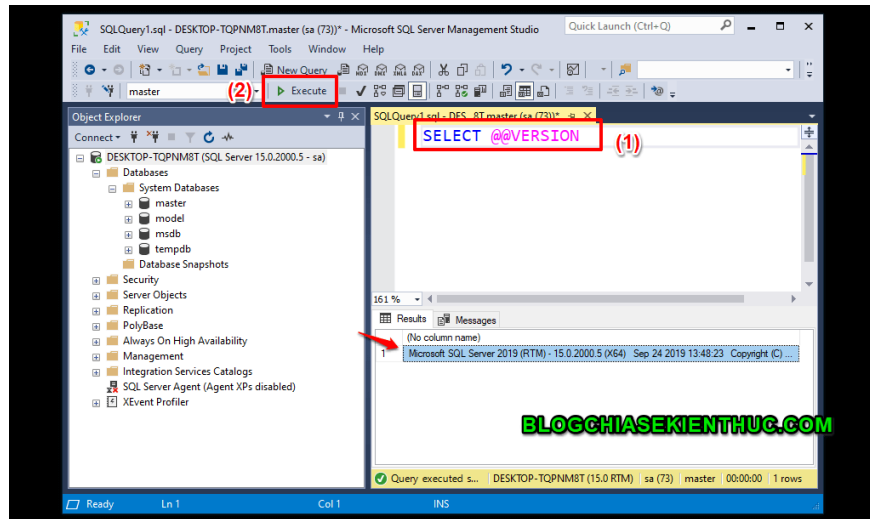 SQLQuery1.sql - DESKTOP-TQPNM8T.master (sa (73))* - Microsoft SQL Server Management Studio
Quick Launch (Ctrl+Q)
File Edit View Query Project Tools Window Help
New Query
MDX DMX XMLA DAX
master
(2)
Execute
Object Explorer
Connect
DESKTOP-TQPNM8T (SQL Server 15.0.2000.5 - sa)
Databases
System Databases
master
model
msdb
tempdb
Database Snapshots
Security
Server Objects
Replication
PolyBase
Always On High Availability
Management
Integration Services Catalogs
SQL Server Agent (Agent XPs disabled)
XEvent Profiler
SQLQuery1.sql - DES...8T.master (sa (73))*
SELECT @@VERSION
(1)
161 %
Results Messages
(No column name)
1 Microsoft SQL Server 2019 (RTM) - 15.0.2000.5 (X64) Sep 24 2019 13:48:23 Copyright (C) ...
BLOGCHIASEKIENTHUC.COM
Query executed s... DESKTOP-TQPNM8T (15.0 RTM) sa (73) master 00:00:00 1 rows
Ready Ln 1 Col 1 INS